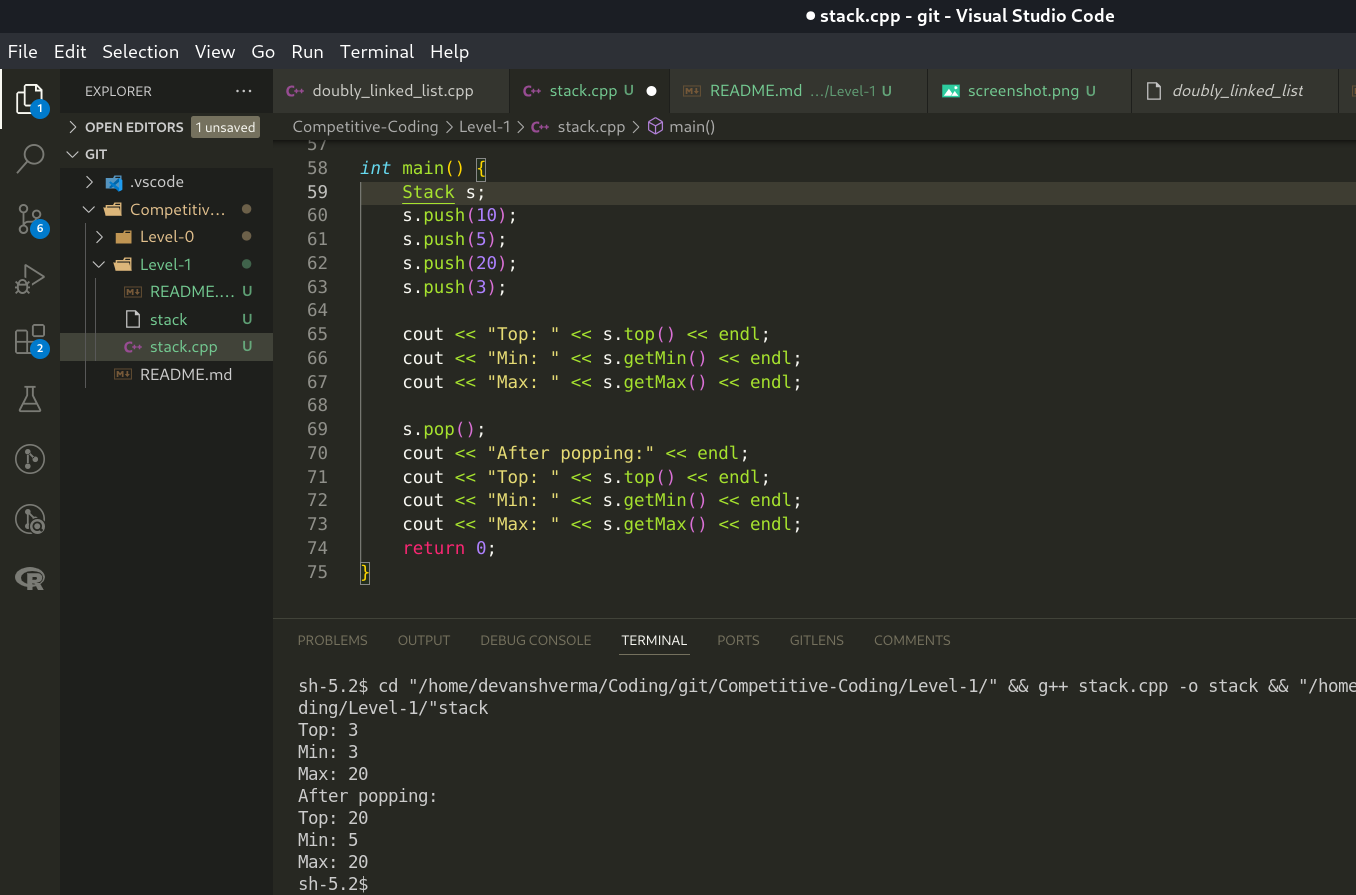 ● stack.cpp - git - Visual Studio Code
File Edit Selection View Go Run Terminal Help
1
6
2
EXPLORER ...
OPEN EDITORS 1 unsaved
GIT
.vscode
Competitiv...
Level-0
Level-1
README.... U
stack U
stack.cpp U
README.md
doubly_linked_list.cpp stack.cpp U README.md .../Level-1 U screenshot.png U doubly_linked_list
Competitive-Coding > Level-1 > stack.cpp > main()
57
58 int main() {
59     Stack s;
60     s.push(10);
61     s.push(5);
62     s.push(20);
63     s.push(3);
64
65     cout << "Top: " << s.top() << endl;
66     cout << "Min: " << s.getMin() << endl;
67     cout << "Max: " << s.getMax() << endl;
68
69     s.pop();
70     cout << "After popping:" << endl;
71     cout << "Top: " << s.top() << endl;
72     cout << "Min: " << s.getMin() << endl;
73     cout << "Max: " << s.getMax() << endl;
74     return 0;
75 }
PROBLEMS OUTPUT DEBUG CONSOLE TERMINAL PORTS GITLENS COMMENTS
sh-5.2$ cd "/home/devanshverma/Coding/git/Competitive-Coding/Level-1/" && g++ stack.cpp -o stack && "/home
ding/Level-1/"stack
Top: 3
Min: 3
Max: 20
After popping:
Top: 20
Min: 5
Max: 20
sh-5.2$